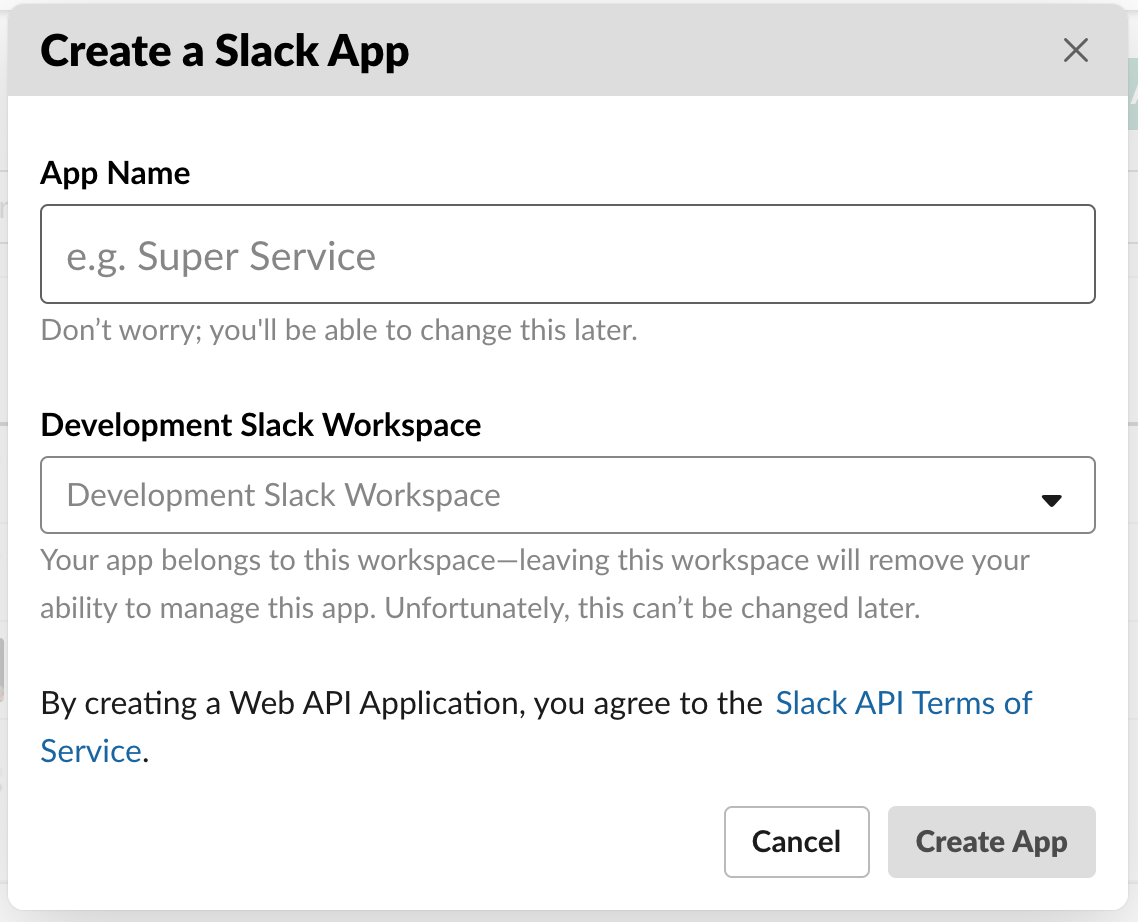 Create a Slack App
App Name
e.g. Super Service
Don’t worry; you'll be able to change this later.
Development Slack Workspace
Development Slack Workspace
Your app belongs to this workspace—leaving this workspace will remove your
ability to manage this app. Unfortunately, this can’t be changed later.
By creating a Web API Application, you agree to the Slack API Terms of
Service.
Cancel
Create App